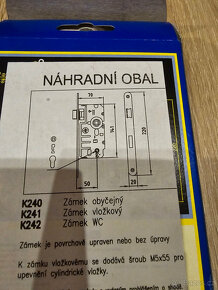 NÁHRADNÍ OBAL
70
50
20
220
K240 Zámek obyčejný
K241 Zámek vložkový
K242 Zámek WC
Zámek je povrchově upraven nebo bez úpravy
K zámku vložkovému se dodává šroub M5x55 pro
upevnění cylindrické vložky.